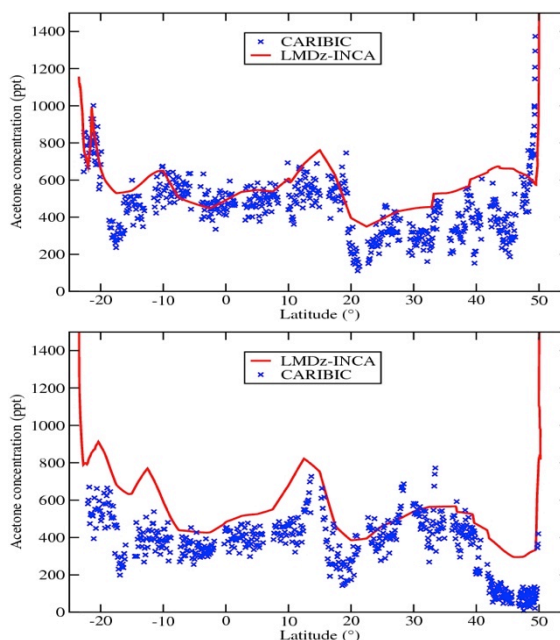 1400
CARIBIC
LMDz-INCA
1200
1000
800
600
400
200
0
Acetone concentration (ppt)
-20 -10 0 10 20 30 40 50
Latitude (°)
1400
LMDz-INCA
CARIBIC
1200
1000
800
600
400
200
0
Acetone concentration (ppt)
-20 -10 0 10 20 30 40 50
Latitude (°)